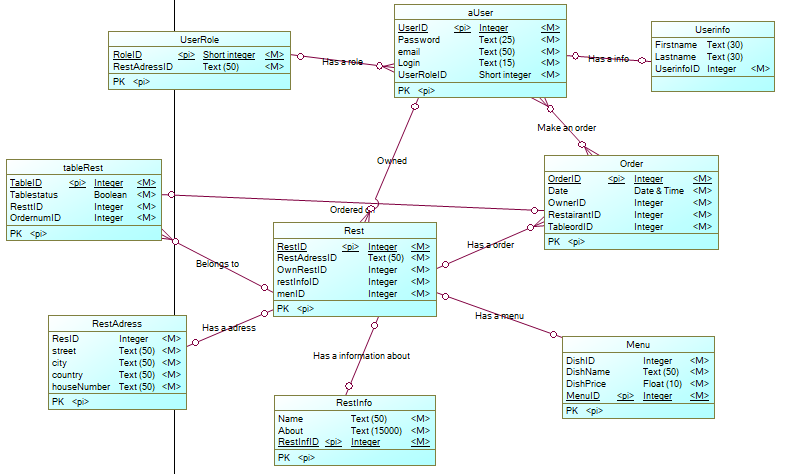 aUser
UserID <pi> Integer <M>
Password Text (25) <M>
email Text (50) <M>
Login Text (15) <M>
UserRoleID Short integer <M>
PK <pi>
UserRole
RoleID <pi> Short integer <M>
RestAdressID Text (50) <M>
PK <pi>
Userinfo
Firstname Text (30)
Lastname Text (30)
UserinfoID Integer <M>
PK <pi>
Has a role
Has a info
Make an order
Owned
tableRest
TableID <pi> Integer <M>
Tablestatus Boolean <M>
ResttID Integer <M>
OrdernumID Integer <M>
PK <pi>
Order
OrderID <pi> Integer <M>
Date Date & Time <M>
OwnerID Integer <M>
RestairantID Integer <M>
TableordID Integer <M>
PK <pi>
Ordered
Rest
RestID <pi> Integer <M>
RestAdressID Text (50) <M>
OwnRestID Integer <M>
restInfoID Integer <M>
menID Integer <M>
PK <pi>
Has a order
Belongs to
RestAdress
ResID Integer <M>
street Text (50) <M>
city Text (50) <M>
country Text (50) <M>
houseNumber Text (50) <M>
PK <pi>
Has a adress
Has a menu
Has a information about
Menu
DishID Integer <M>
DishName Text (50) <M>
DishPrice Float (10) <M>
MenuID <pi> Integer <M>
PK <pi>
RestInfo
Name Text (50) <M>
About Text (15000) <M>
RestInfID <pi> Integer <M>
PK <pi>